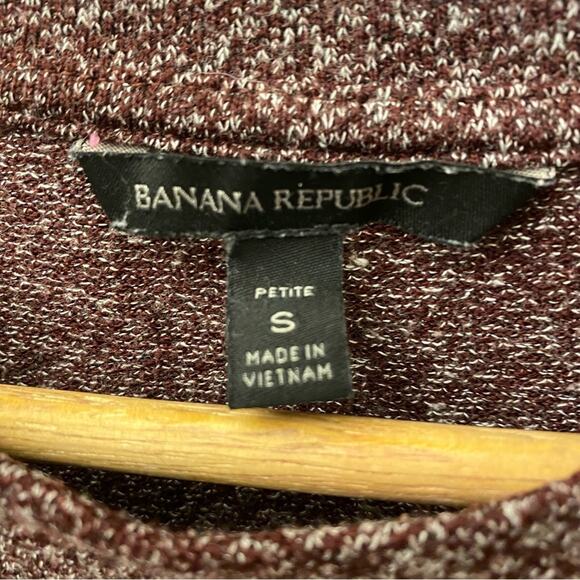 BANANA REPUBLIC
PETITE
S
MADE IN
VIETNAM